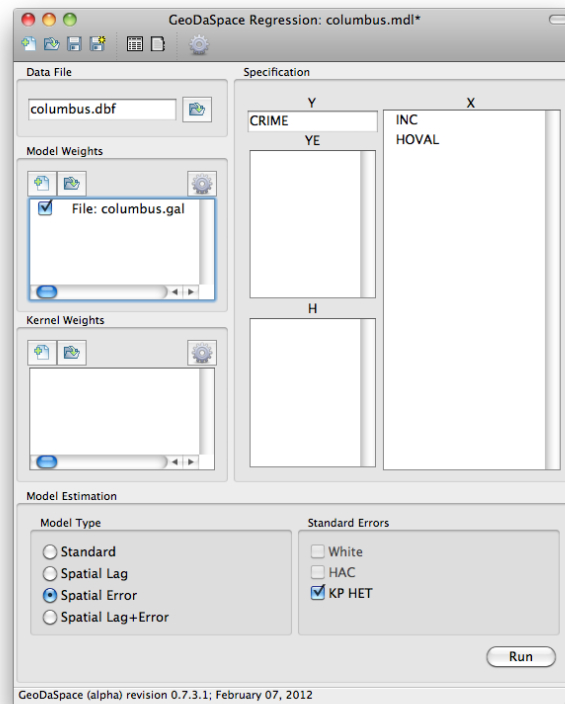 GeoDaSpace Regression: columbus.mdl*
Data File
columbus.dbf
Model Weights
File: columbus.gal
Kernel Weights
Specification
Y
CRIME
YE
H
X
INC
HOVAL
Model Estimation
Model Type
Standard
Spatial Lag
Spatial Error
Spatial Lag+Error
Standard Errors
White
HAC
KP HET
Run
GeoDaSpace (alpha) revision 0.7.3.1; February 07, 2012